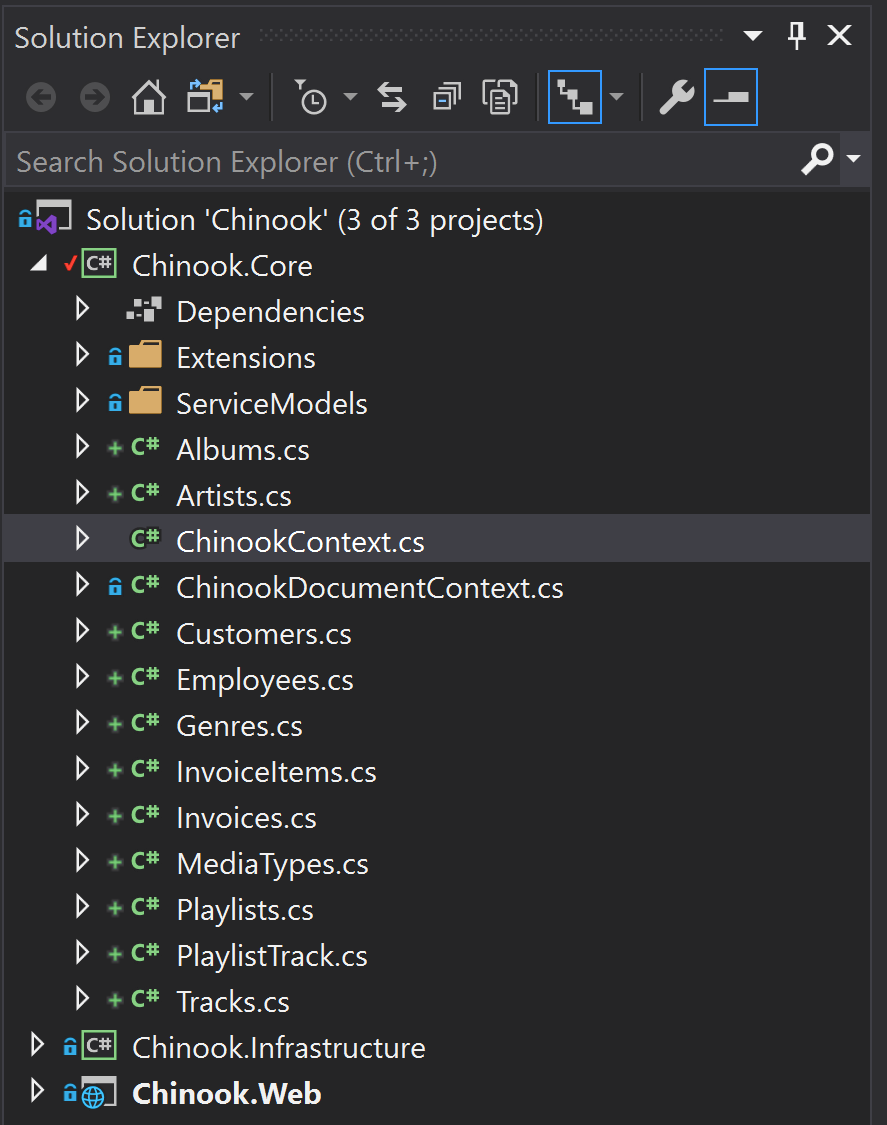 Solution Explorer
Search Solution Explorer (Ctrl+;)
Solution 'Chinook' (3 of 3 projects)
C# Chinook.Core
Dependencies
Extensions
ServiceModels
C# Albums.cs
C# Artists.cs
C# ChinookContext.cs
C# ChinookDocumentContext.cs
C# Customers.cs
C# Employees.cs
C# Genres.cs
C# InvoiceItems.cs
C# Invoices.cs
C# MediaTypes.cs
C# Playlists.cs
C# PlaylistTrack.cs
C# Tracks.cs
C# Chinook.Infrastructure
Chinook.Web